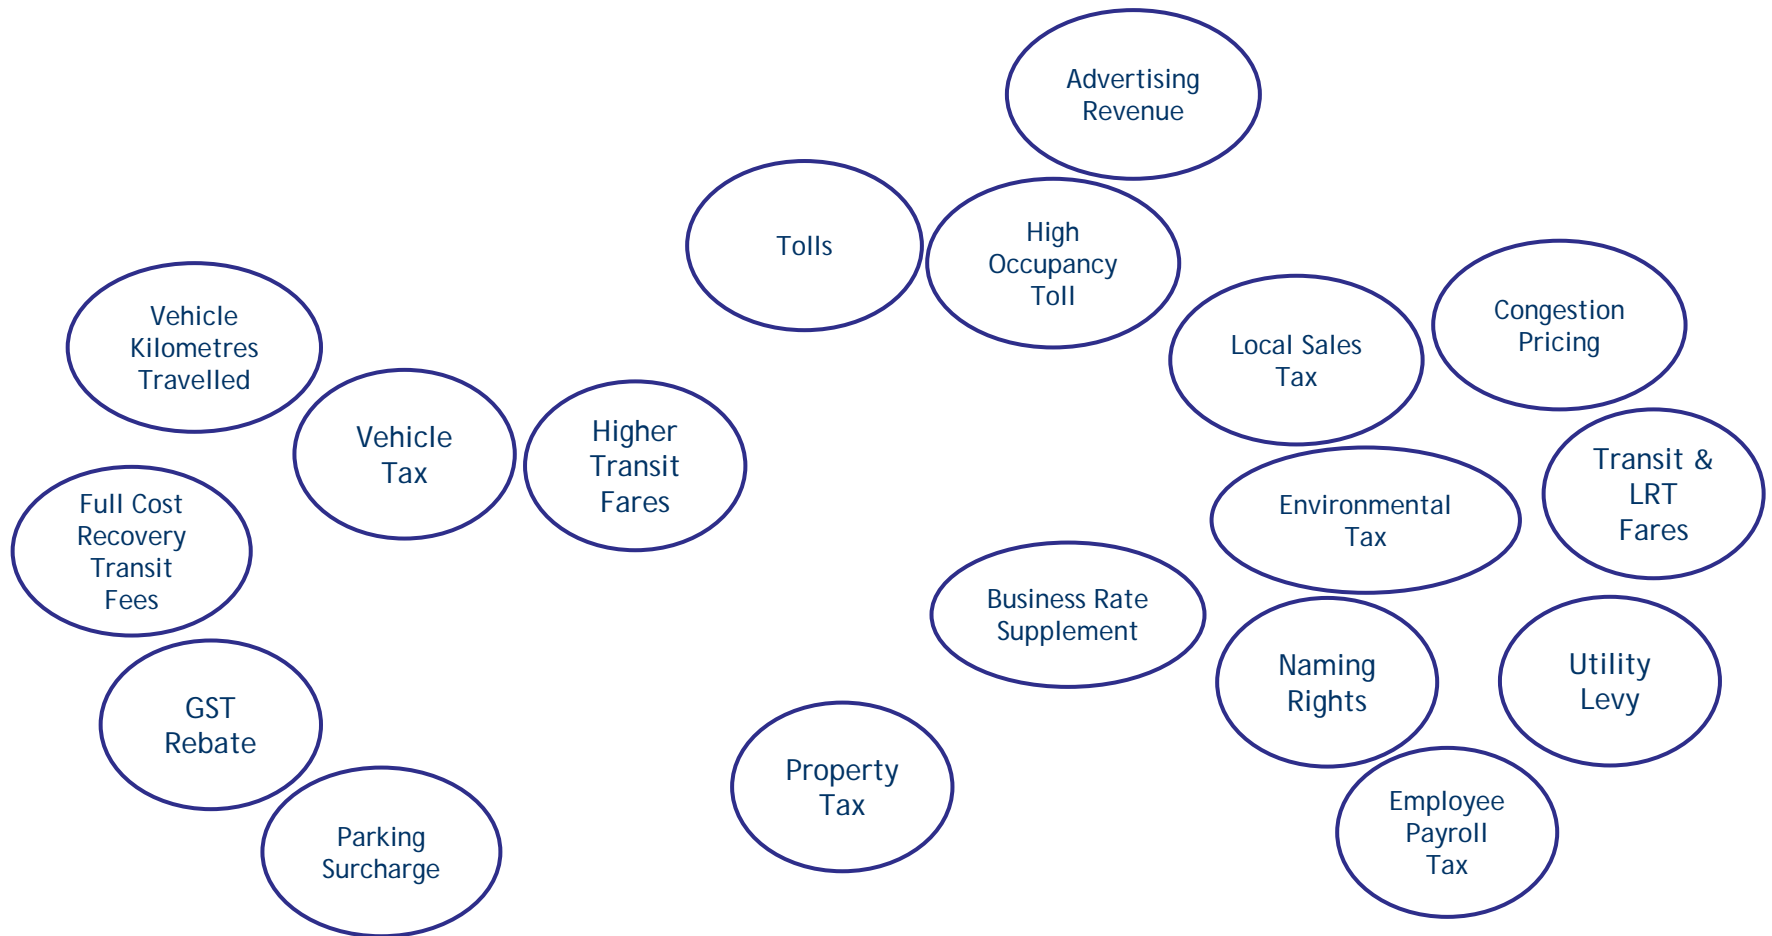 Advertising
Revenue
Tolls
High
Occupancy
Toll
Vehicle
Kilometres
Travelled
Local Sales
Tax
Congestion
Pricing
Vehicle
Tax
Higher
Transit
Fares
Transit &
LRT
Fares
Full Cost
Recovery
Transit
Fees
Environmental
Tax
Business Rate
Supplement
GST
Rebate
Naming
Rights
Utility
Levy
Property
Tax
Parking
Surcharge
Employee
Payroll
Tax